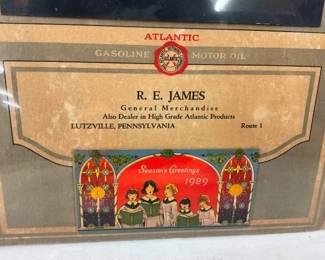 ATLANTIC
GASOLINE MOTOR OIL
ATLANTIC
R. E. JAMES
General Merchandise
Also Dealer in High Grade Atlantic Products
LUTZVILLE, PENNSYLVANIA Route 1
Season's Greetings
1929